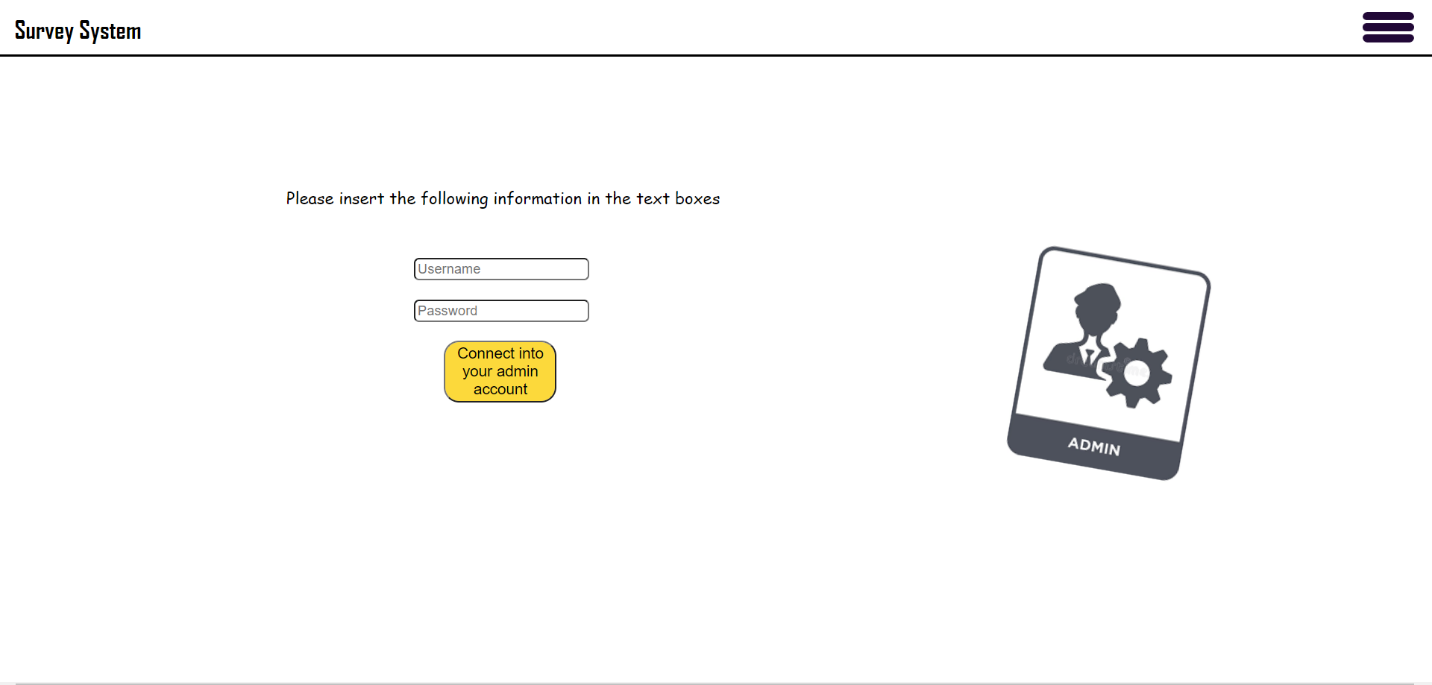 Survey System
Please insert the following information in the text boxes
Username
Password
Connect into
your admin
account
ADMIN